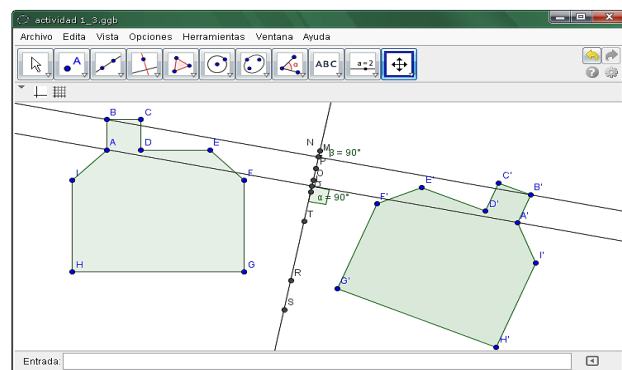 actividad 1_3.ggb
Archivo Edita Vista Opciones Herramientas Ventana Ayuda
A ABC a=2
α
B C
N M β = 90°
A D E P
I F O C'
E' B'
J α = 90° F' D'
T A'
I'
H G R G'
S
H'
Entrada: